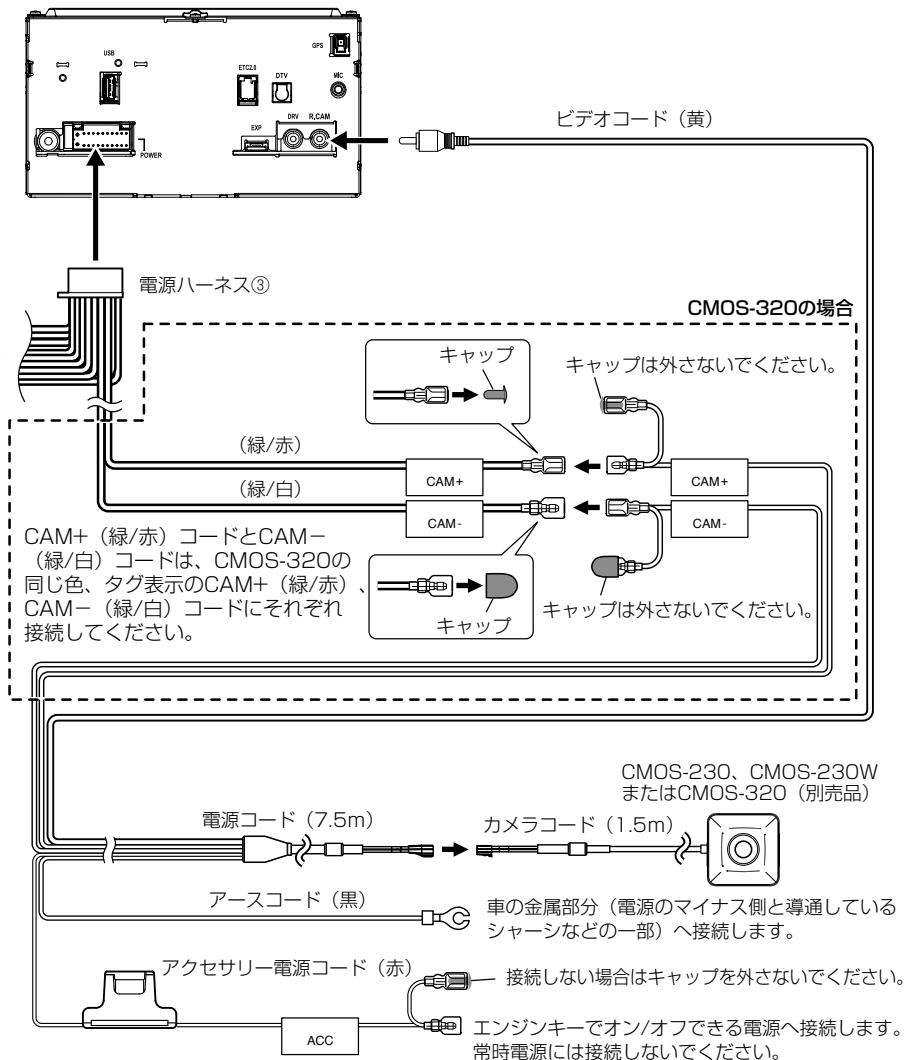 GPS
USB
ETC2.0
DTV
MIC
EXP
DRV
R,CAM
POWER
ビデオコード（黄）
電源ハーネス③
CMOS-320の場合
キャップ
キャップは外さないでください。
（緑/赤）
CAM+
CAM+
（緑/白）
CAM-
CAM-
CAM+（緑/赤）コードとCAM−
（緑/白）コードは、CMOS-320の
同じ色、タグ表示のCAM+（緑/赤）、
CAM−（緑/白）コードにそれぞれ
接続してください。
キャップ
キャップは外さないでください。
CMOS-230、CMOS-230W
またはCMOS-320（別売品）
電源コード（7.5m）
カメラコード（1.5m）
アースコード（黒）
車の金属部分（電源のマイナス側と導通している
シャーシなどの一部）へ接続します。
アクセサリー電源コード（赤）
接続しない場合はキャップを外さないでください。
ACC
エンジンキーでオン/オフできる電源へ接続します。
常時電源には接続しないでください。